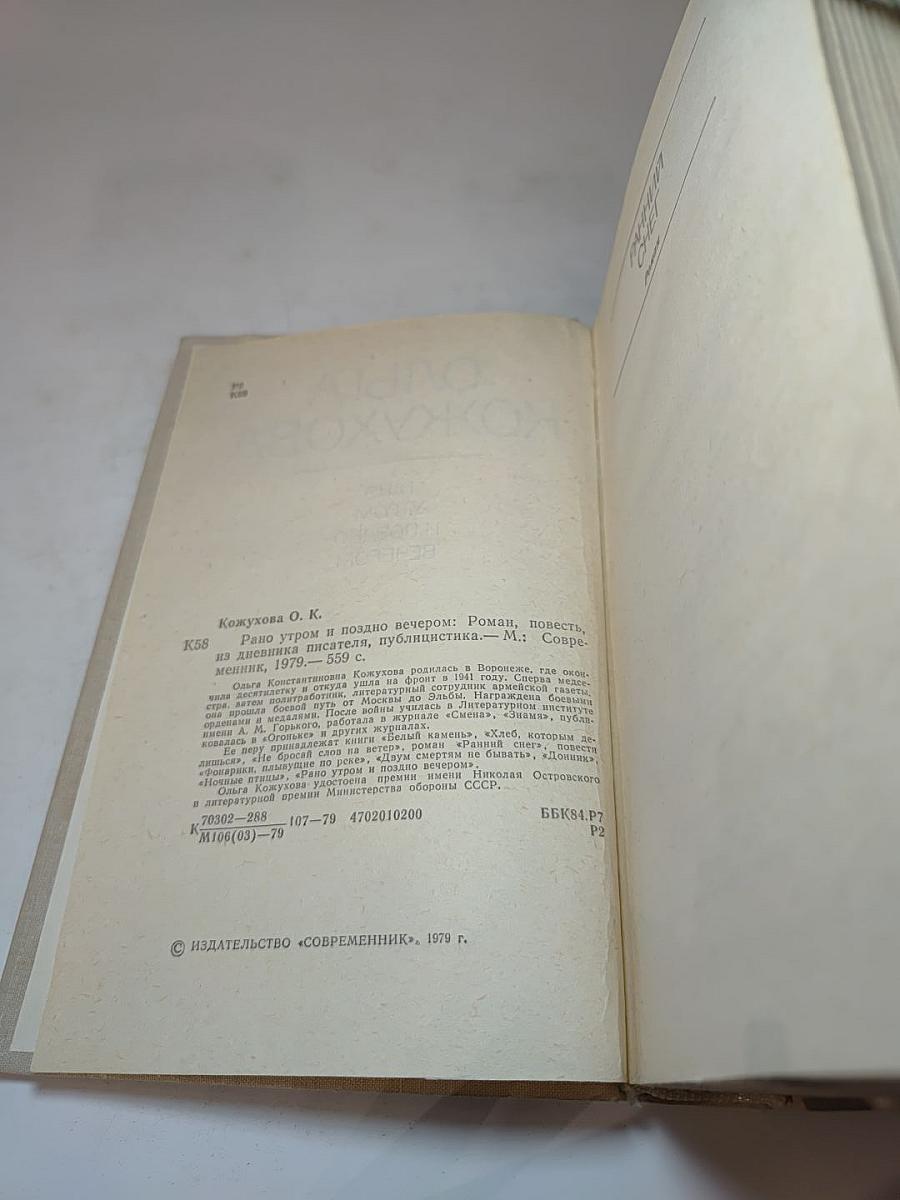 Р2
К58
Кожухова О. К.
К58 Рано утром и поздно вечером: Роман, повесть,
из дневника писателя, публицистика.— М.: Совре-
менник, 1979.— 559 с.
Ольга Константиновна Кожухова родилась в Воронеже, где окон-
чила десятилетку и откуда ушла на фронт в 1941 году. Сперва медсе-
стра, затем политработник, литературный сотрудник армейской газеты,
она прошла боевой путь от Москвы до Эльбы. Награждена боевыми
орденами и медалями. После войны училась в Литературном институте
имени А. М. Горького, работала в журнале «Смена», «Знамя», публи-
ковалась в «Огоньке» и других журналах.
Ее перу принадлежат книги «Белый камень», «Хлеб, которым де-
лишься», «Не бросай слов на ветер», роман «Ранний снег», повести
«Фонарики, плывущие по реке», «Двум смертям не бывать», «Донник»,
«Ночные птицы», «Рано утром и поздно вечером».
Ольга Кожухова удостоена премии имени Николая Островского
и литературной премии Министерства обороны СССР.
К 70302—288
М106(03)—79 107—79 4702010200 ББК84.Р7
Р2
© ИЗДАТЕЛЬСТВО «СОВРЕМЕННИК», 1979 г.
РАННИЙ
СНЕГ
Роман